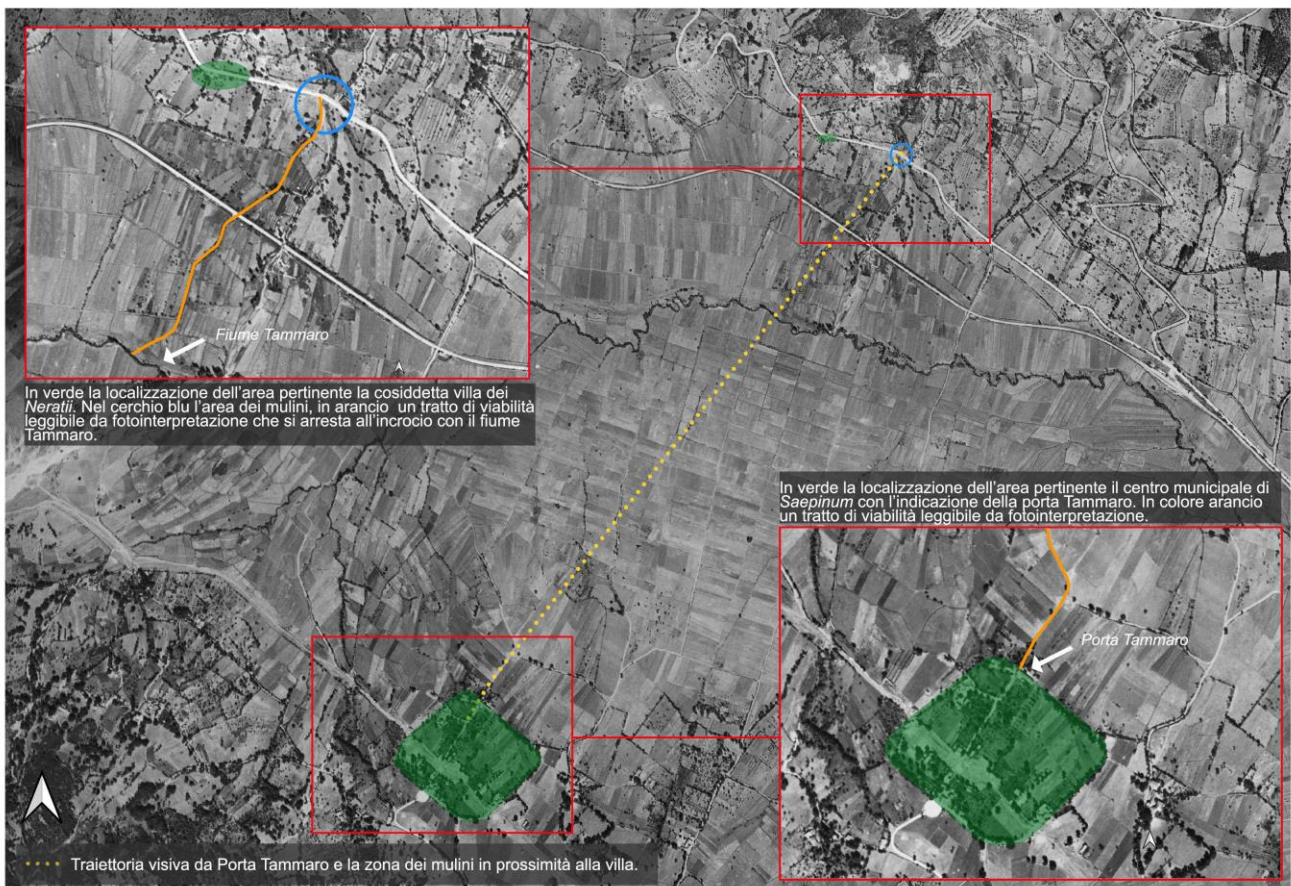 Fiume Tammaro
In verde la localizzazione dell'area pertinente la cosiddetta villa dei
Neratii. Nel cerchio blu l'area dei mulini, in arancio un tratto di viabilità
leggibile da fotointerpretazione che si arresta all'incrocio con il fiume
Tammaro.
In verde la localizzazione dell'area pertinente il centro municipale di
Saepinum con l'indicazione della porta Tammaro. In colore arancio
un tratto di viabilità leggibile da fotointerpretazione.
Porta Tammaro
Traiettoria visiva da Porta Tammaro e la zona dei mulini in prossimità alla villa.